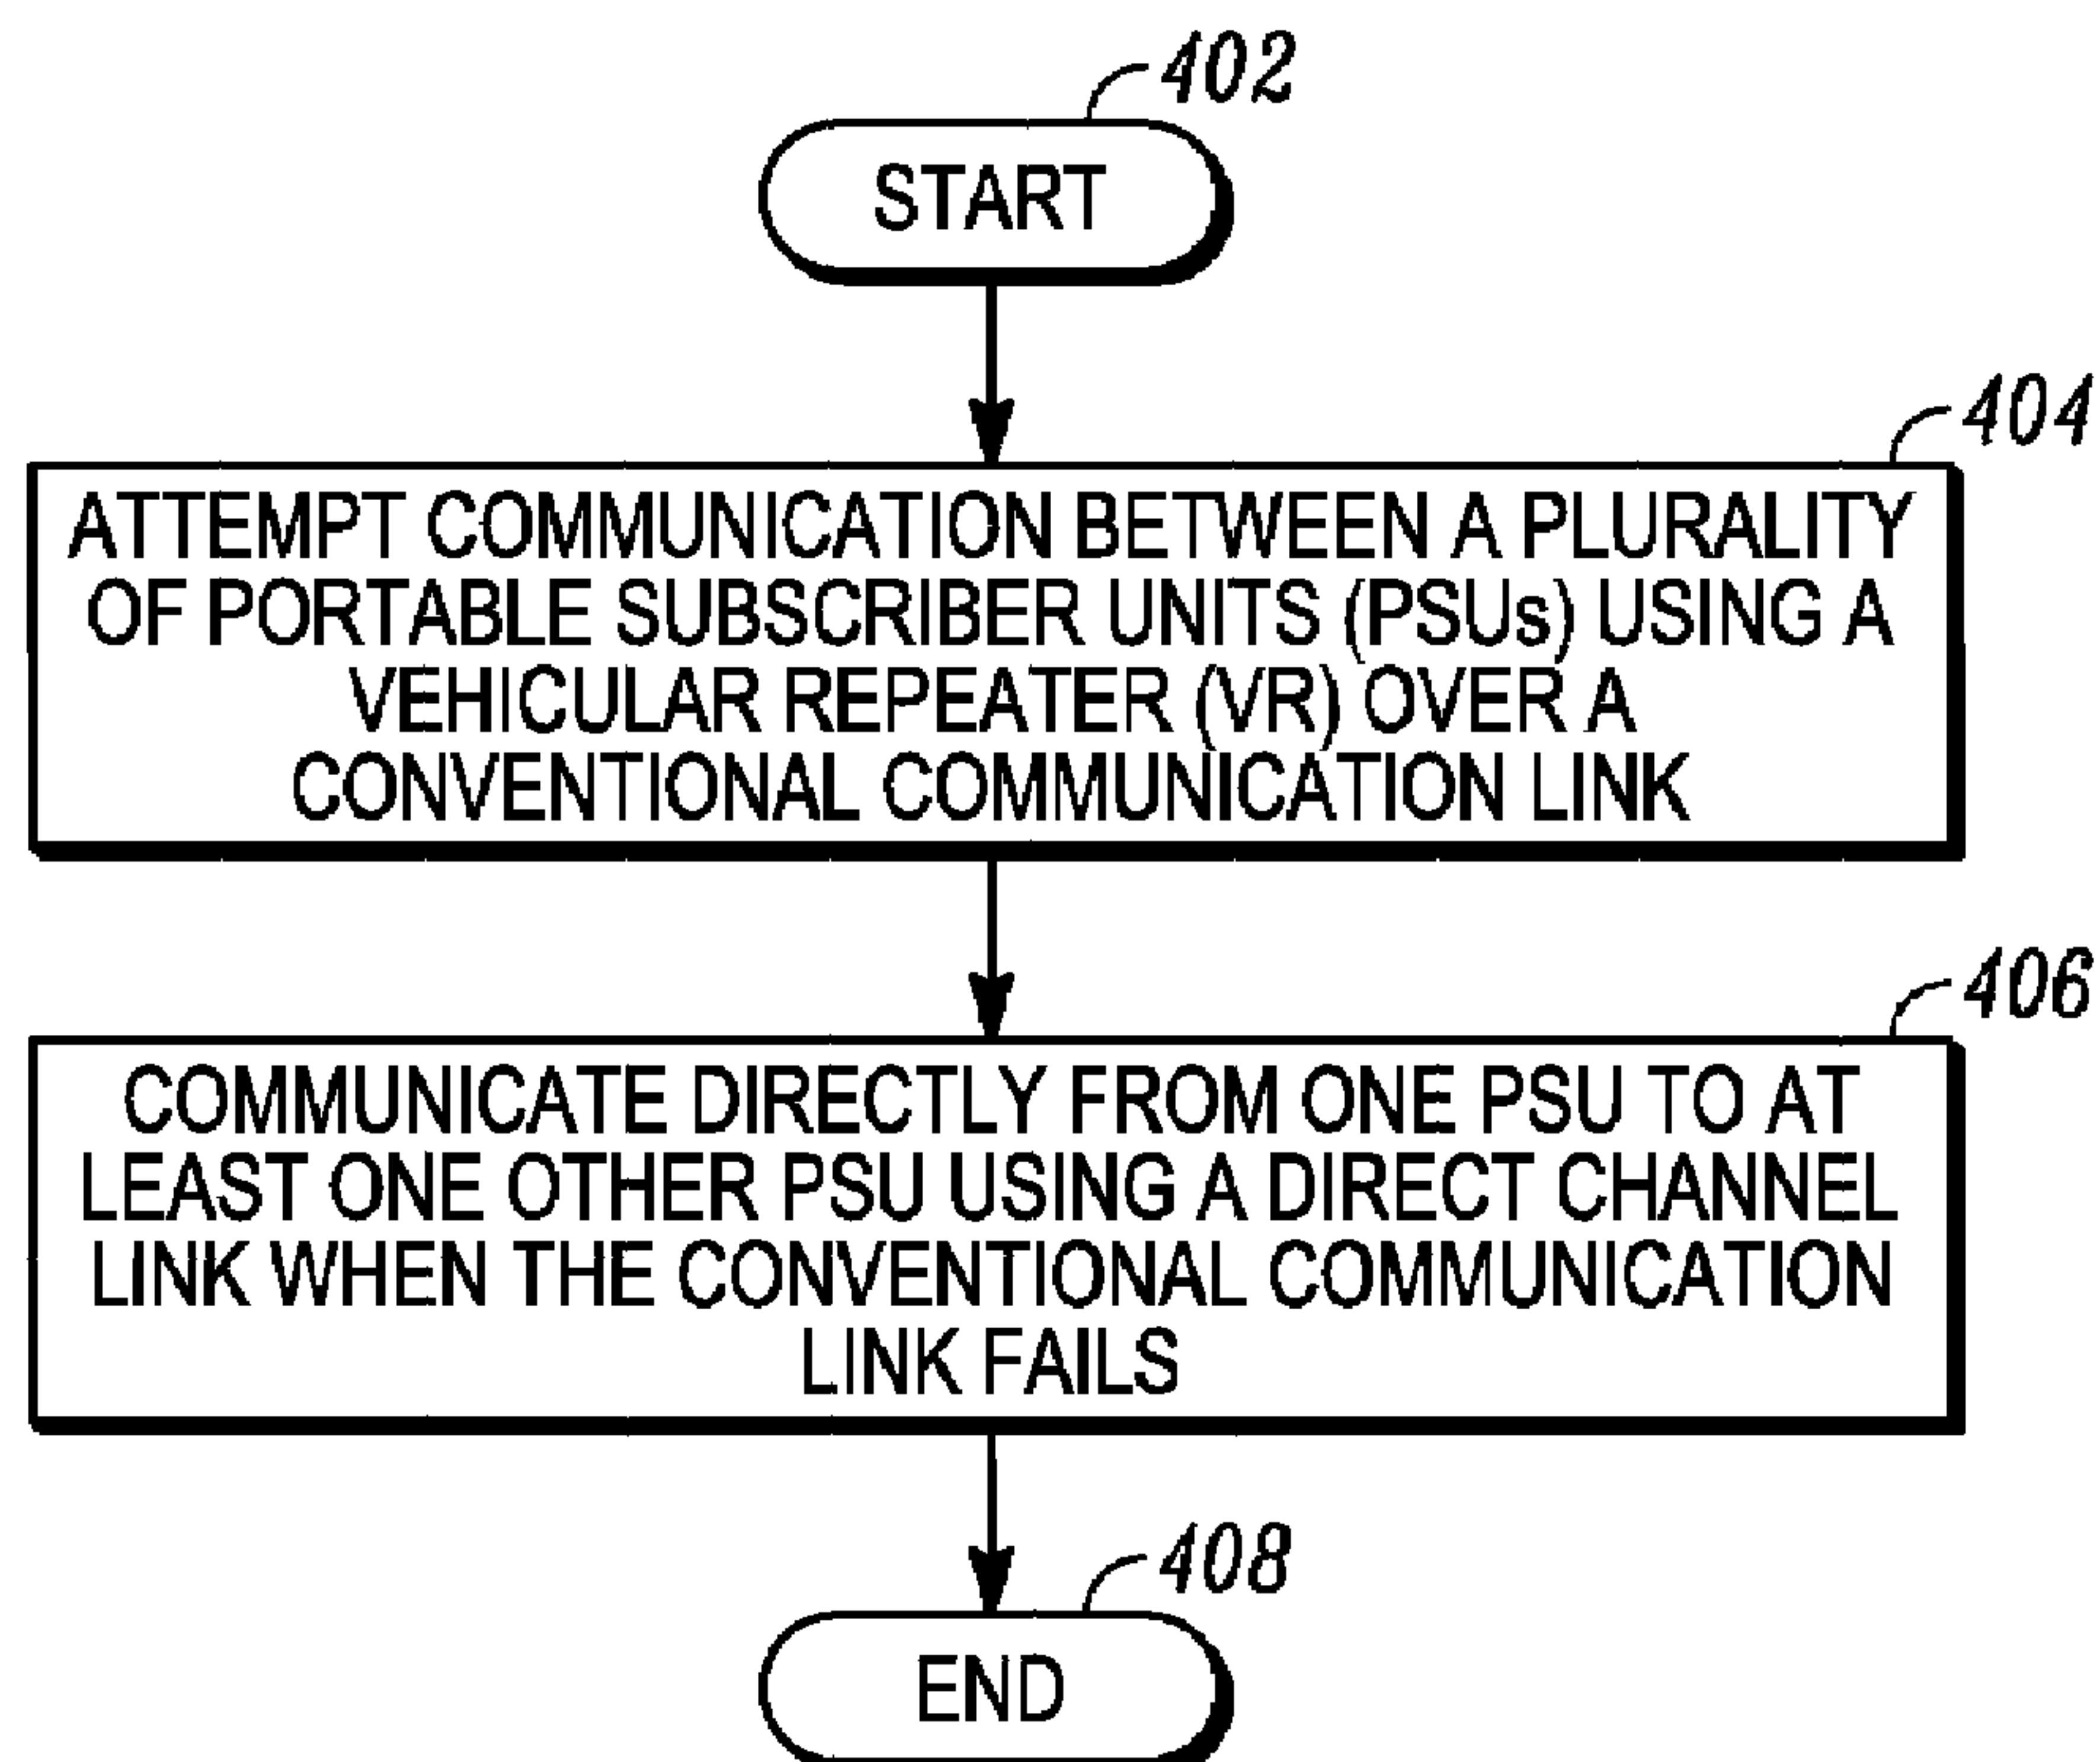 402
START
404
ATTEMPT COMMUNICATION BETWEEN A PLURALITY
OF PORTABLE SUBSCRIBER UNITS (PSUs) USING A
VEHICULAR REPEATER (VR) OVER A
CONVENTIONAL COMMUNICATION LINK
406
COMMUNICATE DIRECTLY FROM ONE PSU TO AT
LEAST ONE OTHER PSU USING A DIRECT CHANNEL
LINK WHEN THE CONVENTIONAL COMMUNICATION
LINK FAILS
408
END